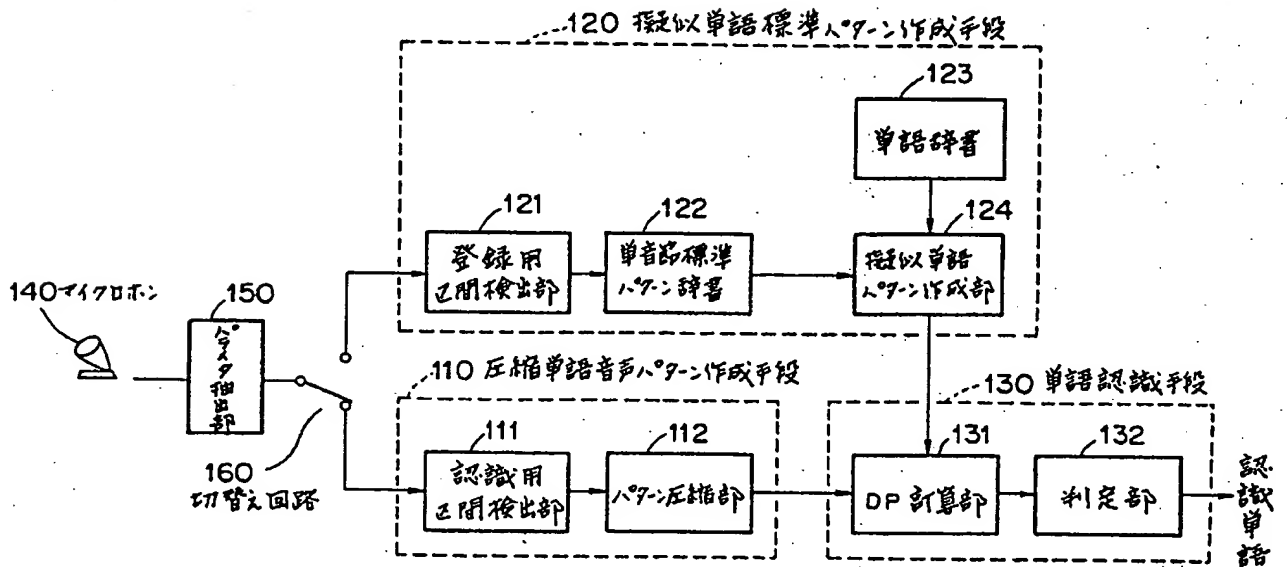 120 擬似単語標準パターン作成手段
123
単語辞書
121
登録用
区間検出部
122
単音節標準
パターン辞書
124
擬似単語
パターン作成部
140 マイクロホン
150
パラメタ抽出部
160
切替え回路
110 圧縮単語音声パターン作成手段
111
認識用
区間検出部
112
パターン圧縮部
130 単語認識手段
131
DP計算部
132
判定部
認識単語